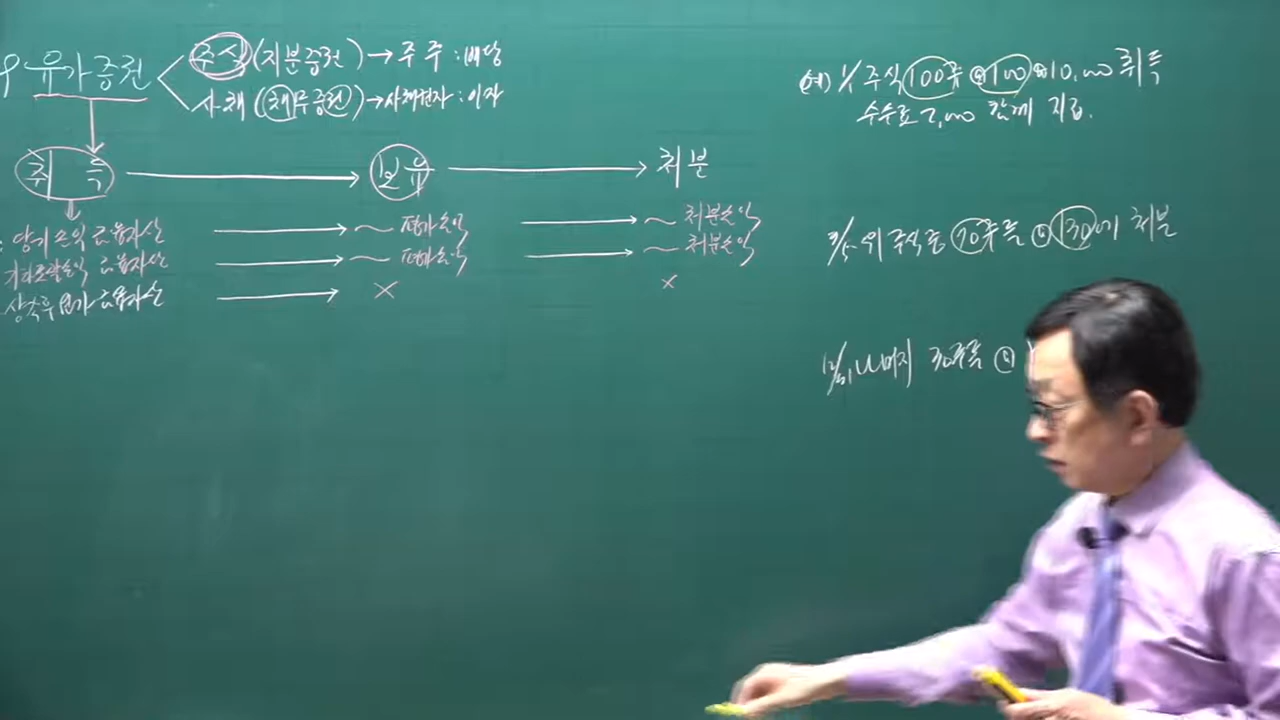 유가증권
주식 (지분증권) → 주주 : 배당
사채 (채무증권) → 사채권자 : 이자
취득 → 보유 → 처분
당기손익금융자산 → ~ 평가손익 → ~ 처분손익
기타포괄손익 금융자산 → ~ 평가손익 → ~ 처분손익
상각후원가 금융자산 → × ×
예) 1/1 주식 100주 @100 10,000 취득
수수료 2,000 함께 지급.
위 주식 중 70주를 @130에 처분
12/31 나머지 30주를 @